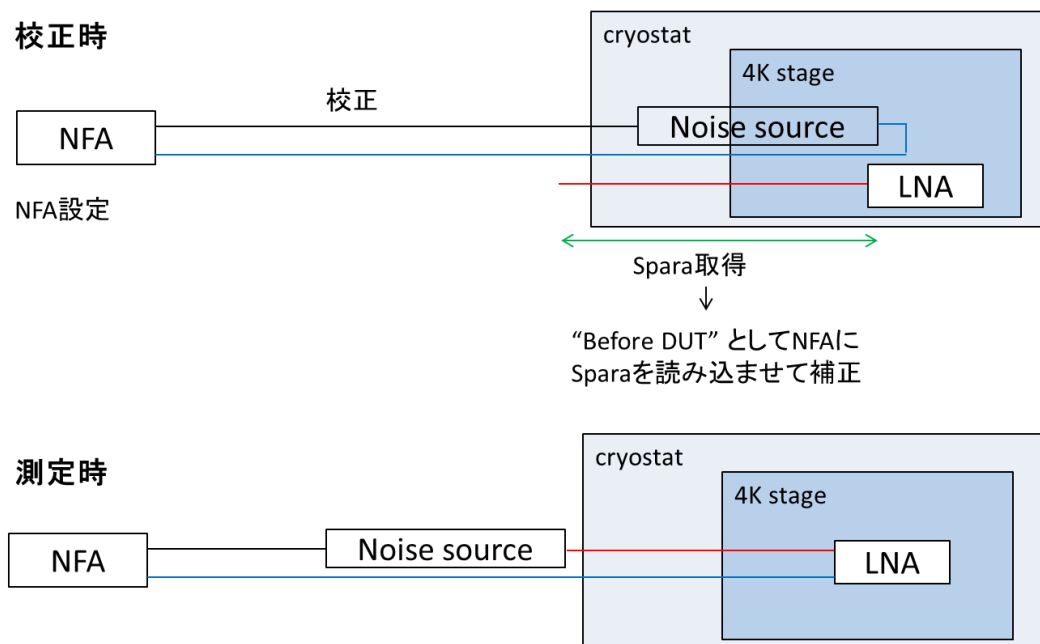 校正時
cryostat
4K stage
校正
NFA
Noise source
LNA
NFA設定
Spara取得
“Before DUT” としてNFAに
Sparaを読み込ませて補正
測定時
cryostat
4K stage
NFA
Noise source
LNA